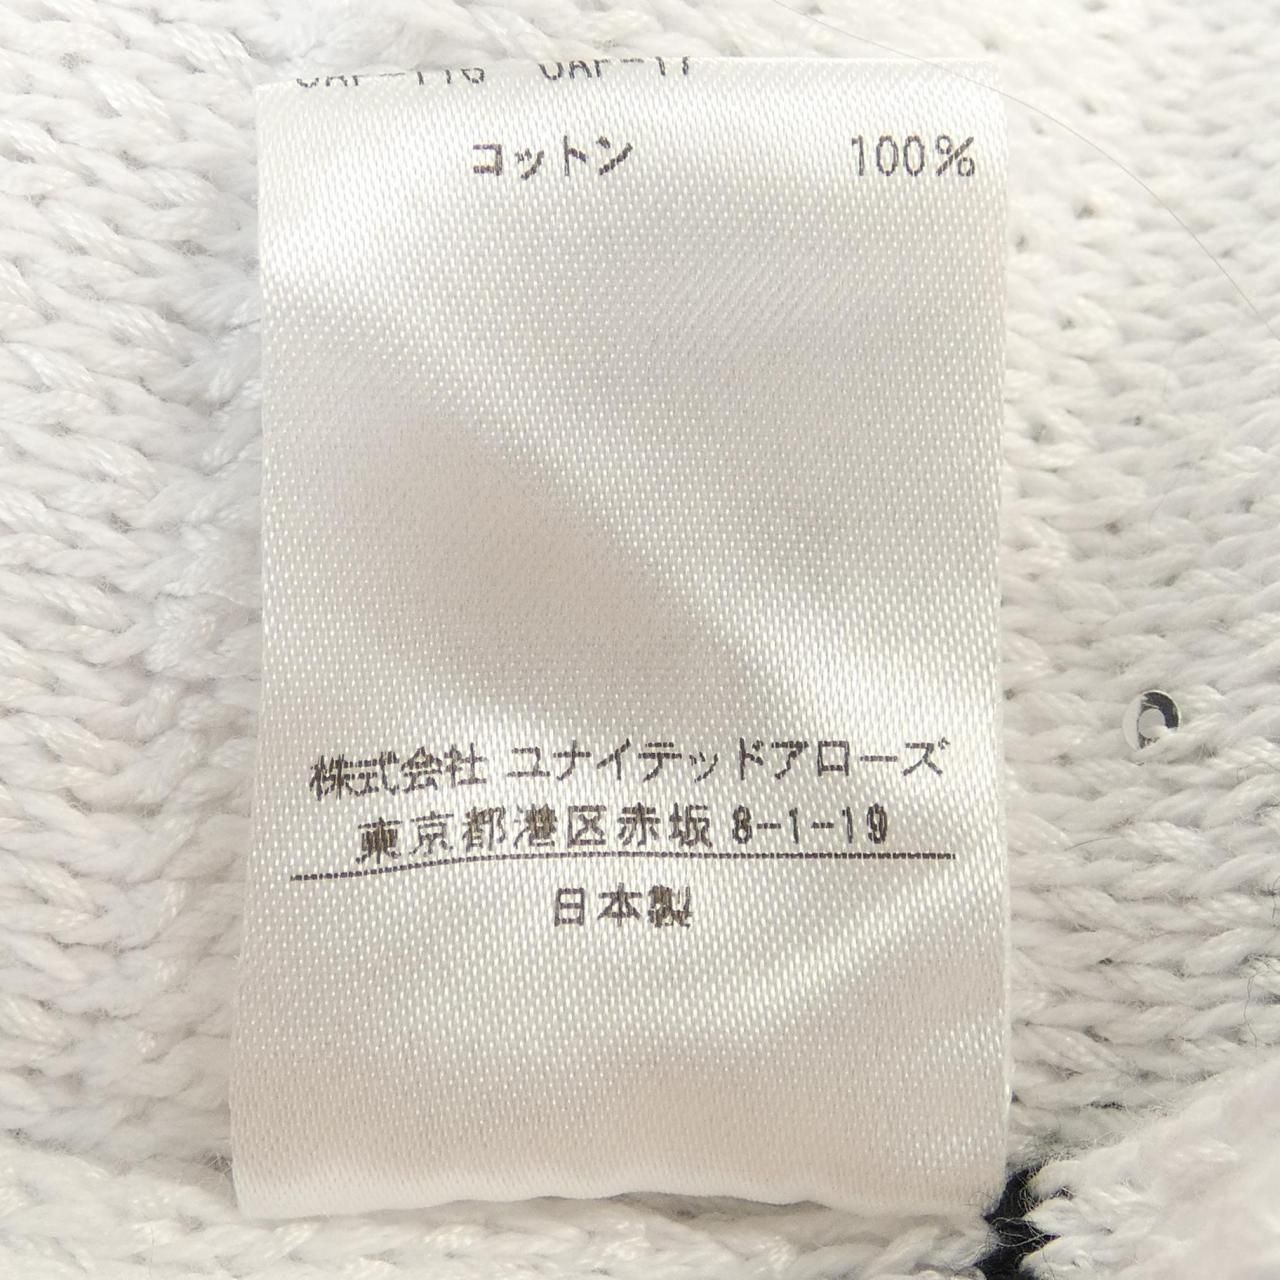 コットン 100%
株式会社 ユナイテッドアローズ
東京都港区赤坂 8-1-19
日本製